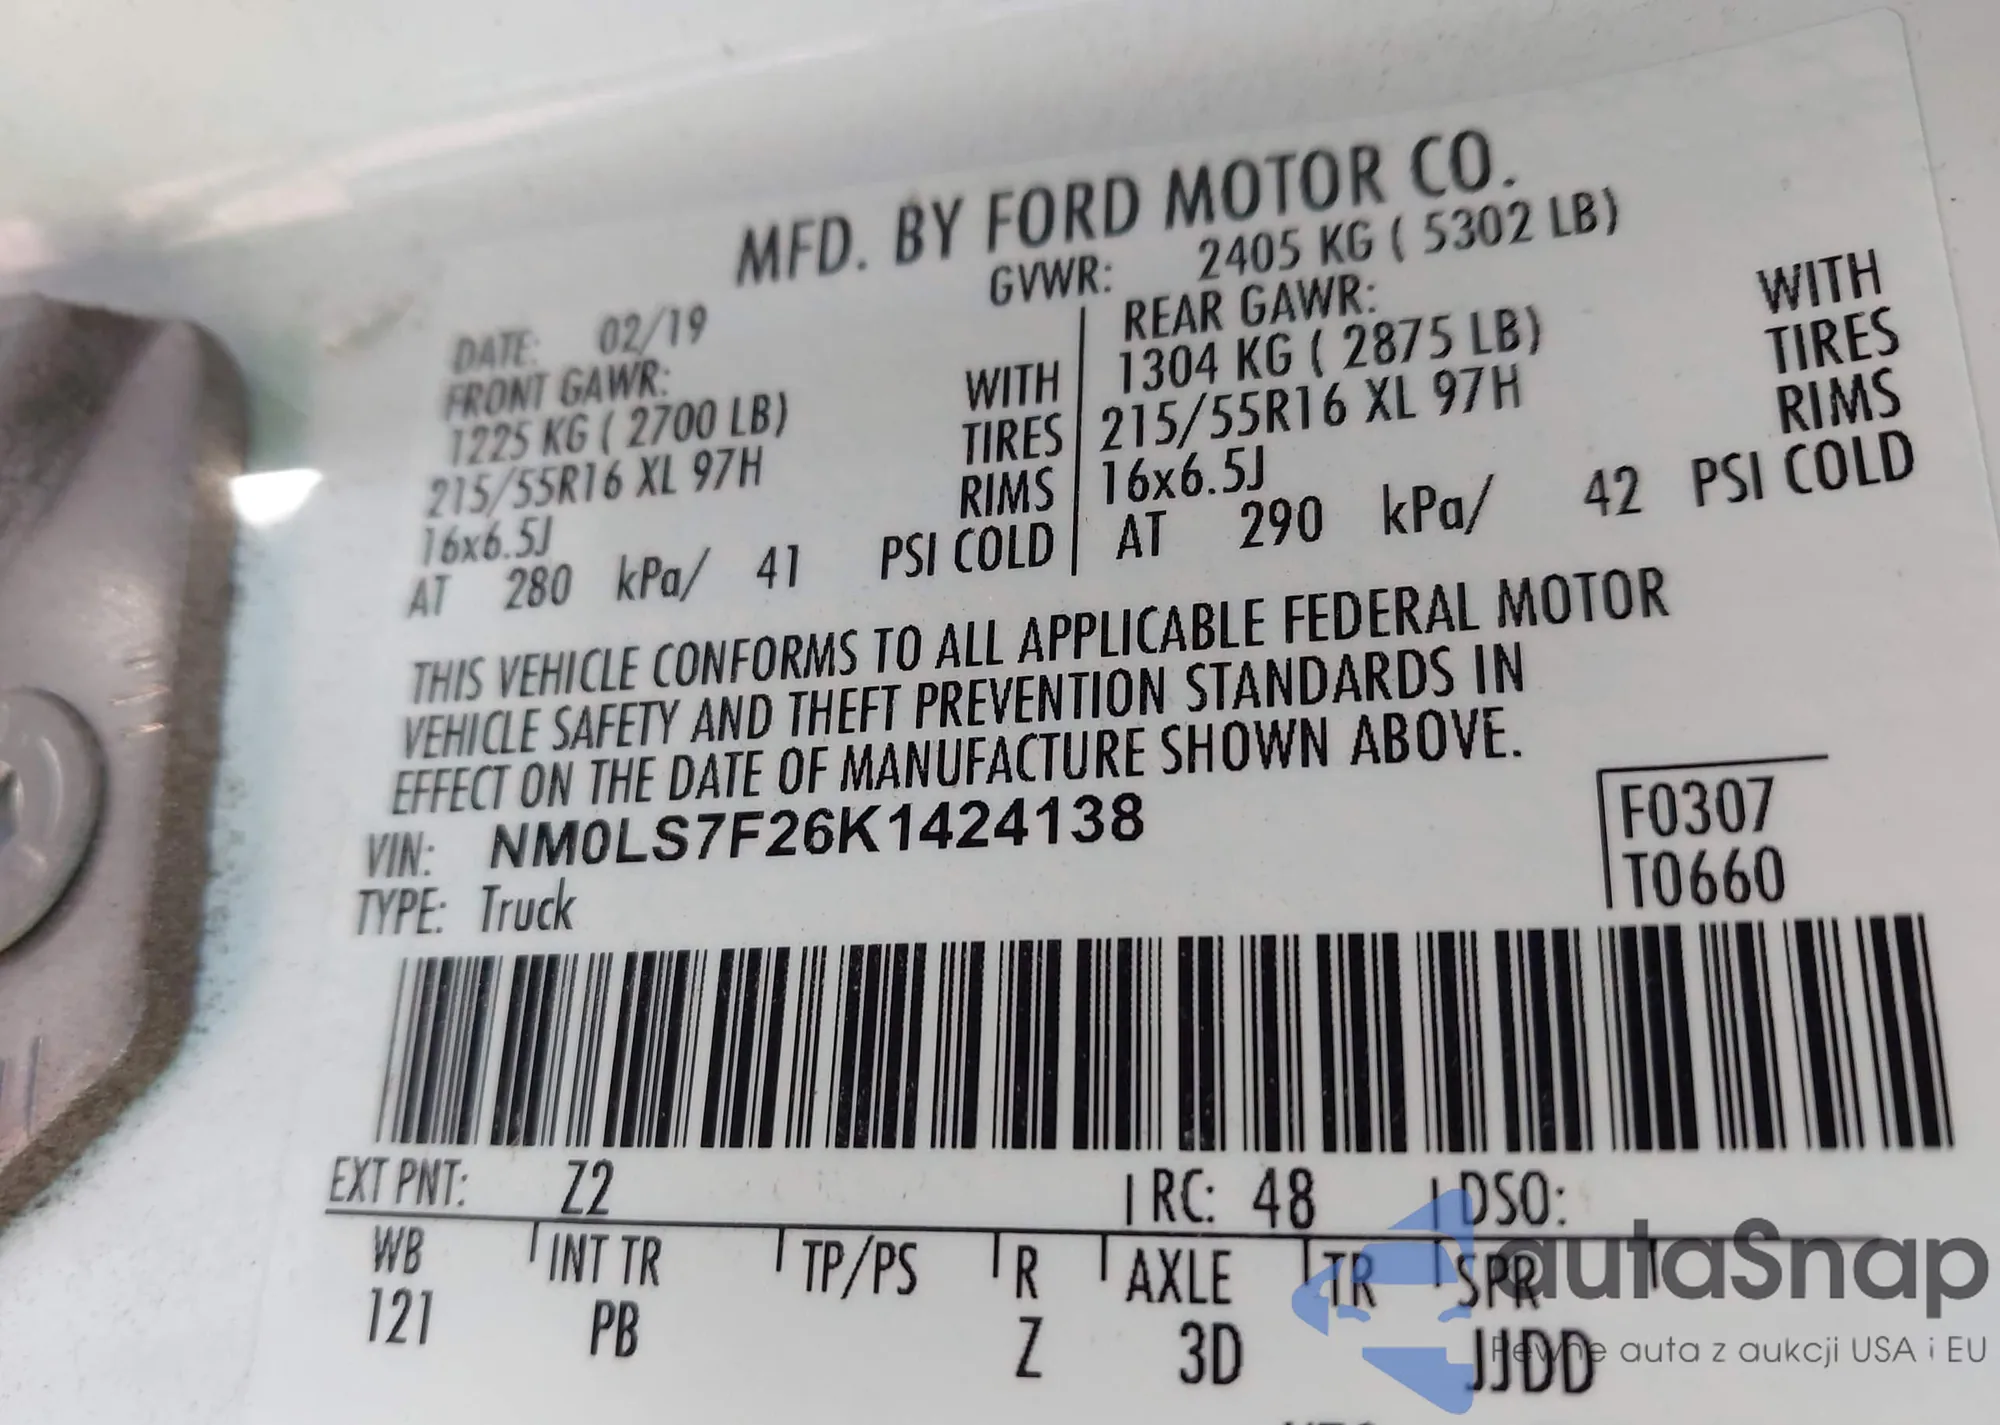 MFD. BY FORD MOTOR CO.
DATE: 02/19 GVWR: 2405 KG ( 5302 LB)
FRONT GAWR: REAR GAWR:
1225 KG ( 2700 LB) WITH 1304 KG ( 2875 LB) WITH
215/55R16 XL 97H TIRES 215/55R16 XL 97H TIRES
16x6.5J RIMS 16x6.5J RIMS
AT 280 kPa/ 41 PSI COLD AT 290 kPa/ 42 PSI COLD
THIS VEHICLE CONFORMS TO ALL APPLICABLE FEDERAL MOTOR
VEHICLE SAFETY AND THEFT PREVENTION STANDARDS IN
EFFECT ON THE DATE OF MANUFACTURE SHOWN ABOVE.
VIN: NM0LS7F26K1424138 F0307
TYPE: Truck T0660
EXT PNT: Z2 RC: 48 DSO:
WB INT TR TP/PS R AXLE TR SPR
121 PB Z 3D JJDD
autaSnap
Pewne auta z aukcji USA i EU